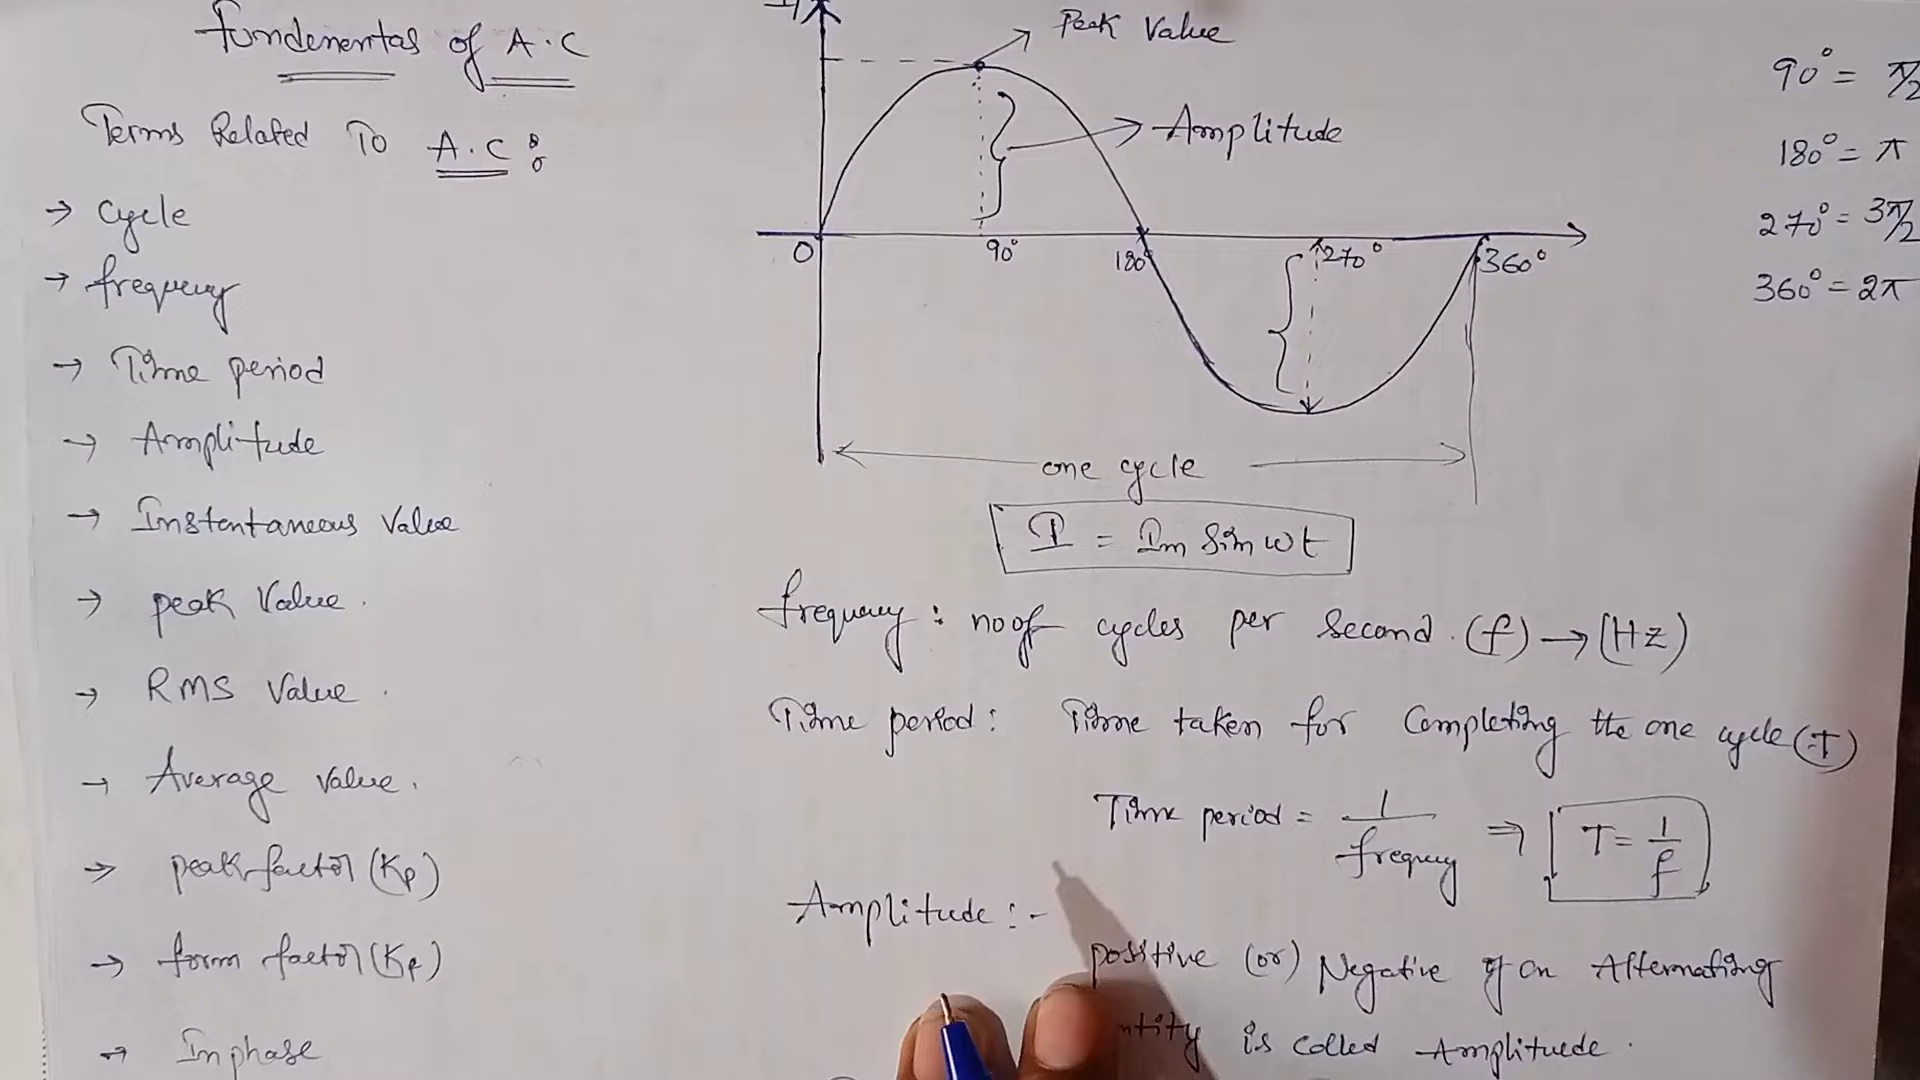 Fundementas of A.C
Terms Related To A.C :
→ Cycle
→ frequency
→ Time period
→ Amplitude
→ Instantaneous Value
→ peak Value.
→ RMS Value.
→ Average Value.
→ peak factor (Kp)
→ form factor (Kf)
→ Inphase
Peak Value
Amplitude
0 90° 180° 270° 360°
one cycle
I = Im Sin ωt
frequency : no of cycles per second. (f) → (Hz)
Time period : Time taken for Completing the one cycle (T)
Time period = 1/frequency ⇒ T = 1/f
Amplitude :-
positive (or) Negative of an Alternating
is called Amplitude.
90° = π/2
180° = π
270° = 3π/2
360° = 2π